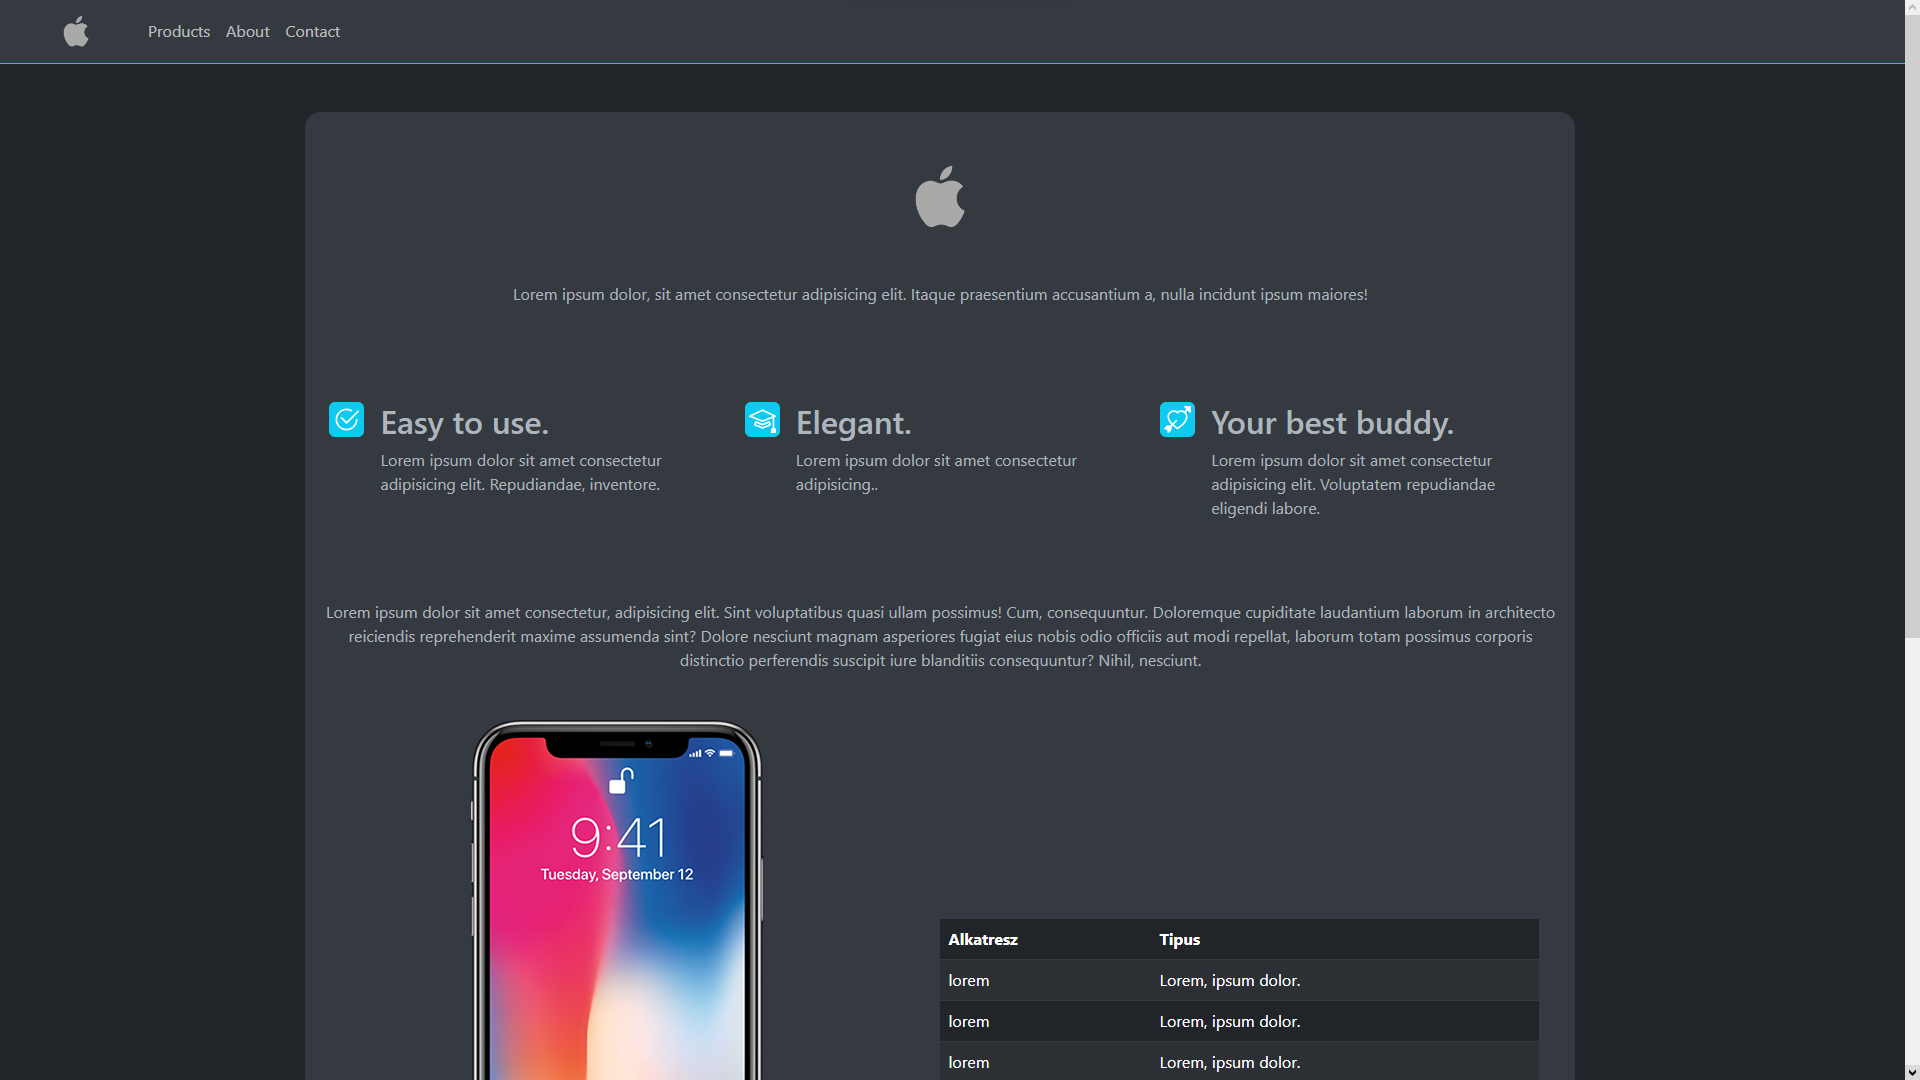 Products About Contact
Lorem ipsum dolor, sit amet consectetur adipisicing elit. Itaque praesentium accusantium a, nulla incidunt ipsum maiores!
Easy to use.
Lorem ipsum dolor sit amet consectetur
adipisicing elit. Repudiandae, inventore.
Elegant.
Lorem ipsum dolor sit amet consectetur
adipisicing..
Your best buddy.
Lorem ipsum dolor sit amet consectetur
adipisicing elit. Voluptatem repudiandae
eligendi labore.
Lorem ipsum dolor sit amet consectetur, adipisicing elit. Sint voluptatibus quasi ullam possimus! Cum, consequuntur. Doloremque cupiditate laudantium laborum in architecto
reiciendis reprehenderit maxime assumenda sint? Dolore nesciunt magnam asperiores fugiat eius nobis odio officiis aut modi repellat, laborum totam possimus corporis
distinctio perferendis suscipit iure blanditiis consequuntur? Nihil, nesciunt.
9:41
Tuesday, September 12
Alkatresz Tipus
lorem Lorem, ipsum dolor.
lorem Lorem, ipsum dolor.
lorem Lorem, ipsum dolor.